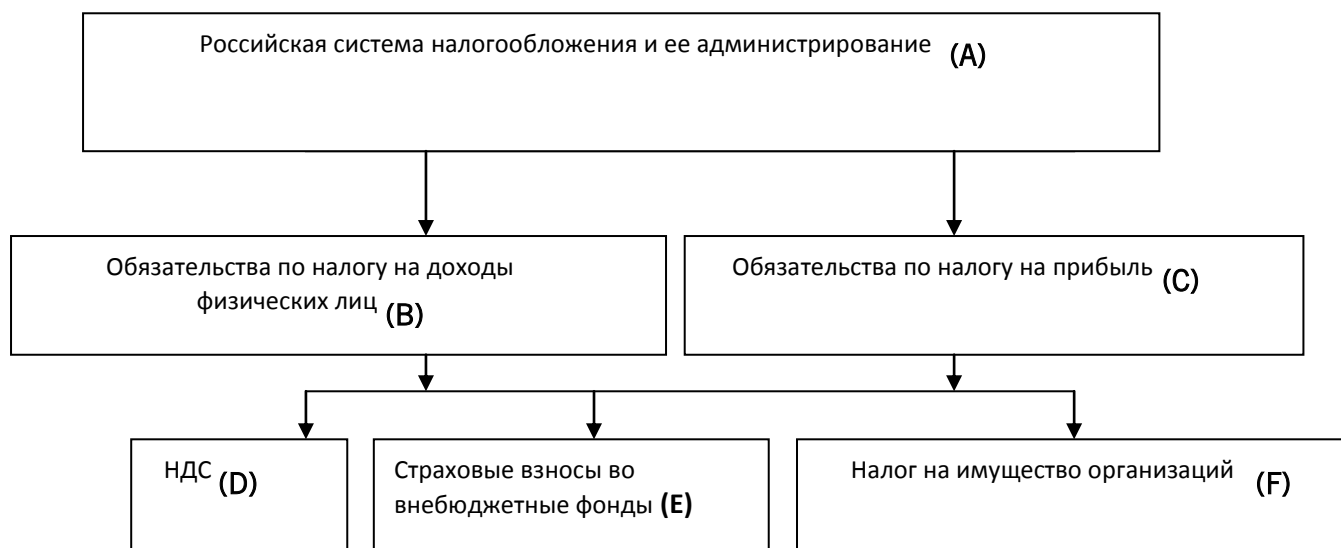 Российская система налогообложения и ее администрирование (A)
Обязательства по налогу на доходы
физических лиц (B)
Обязательства по налогу на прибыль (C)
НДС (D)
Страховые взносы во
внебюджетные фонды (E)
Налог на имущество организаций (F)